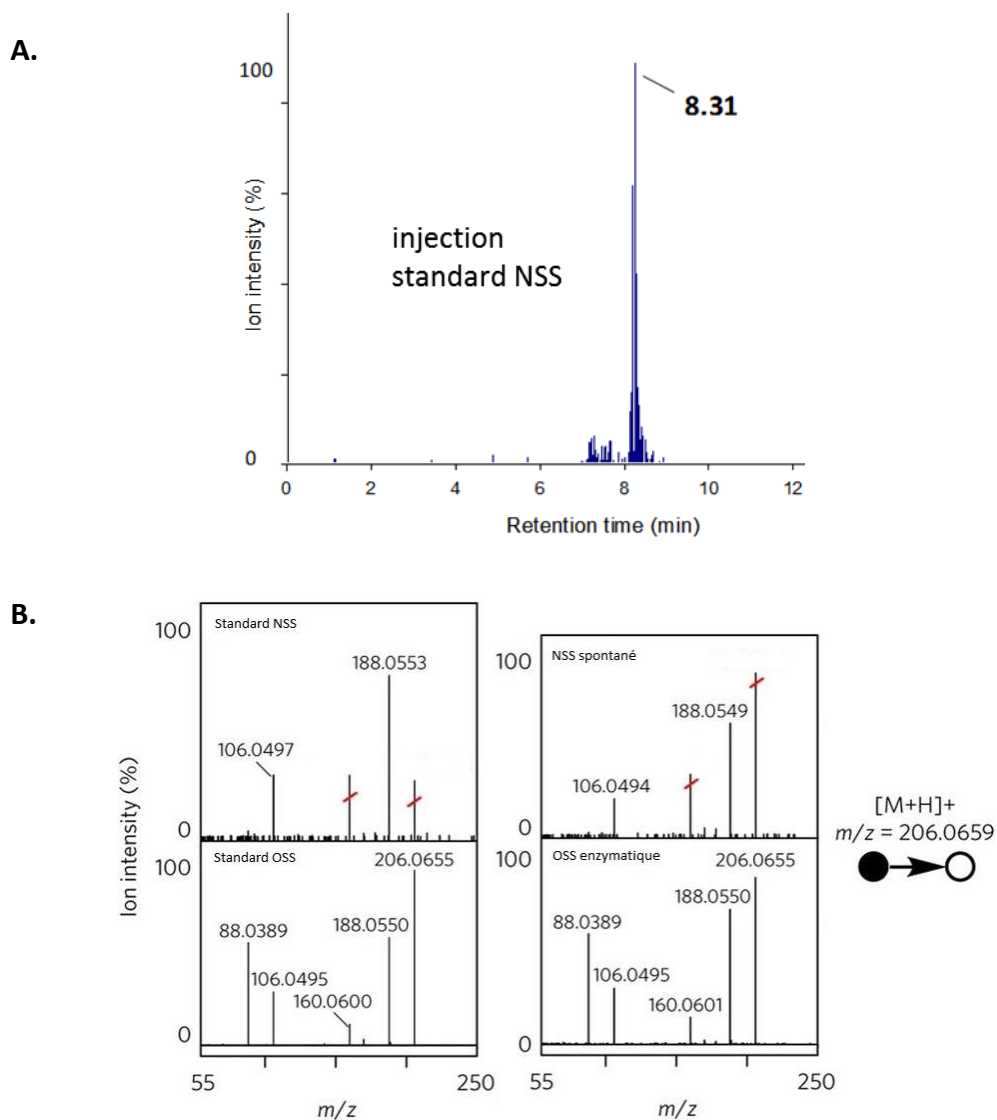 A.
100
8.31
Ion intensity (%)
injection
standard NSS
0
0 2 4 6 8 10 12
Retention time (min)
B.
100
Standard NSS
188.0553
106.0497
0
100
NSS spontané
188.0549
106.0494
0
[M+H]+
m/z = 206.0659
Ion intensity (%)
100
Standard OSS
206.0655
88.0389
188.0550
106.0495
160.0600
0
100
OSS enzymatique
206.0655
188.0550
88.0389
106.0495
160.0601
0
55 250
m/z
55 250
m/z